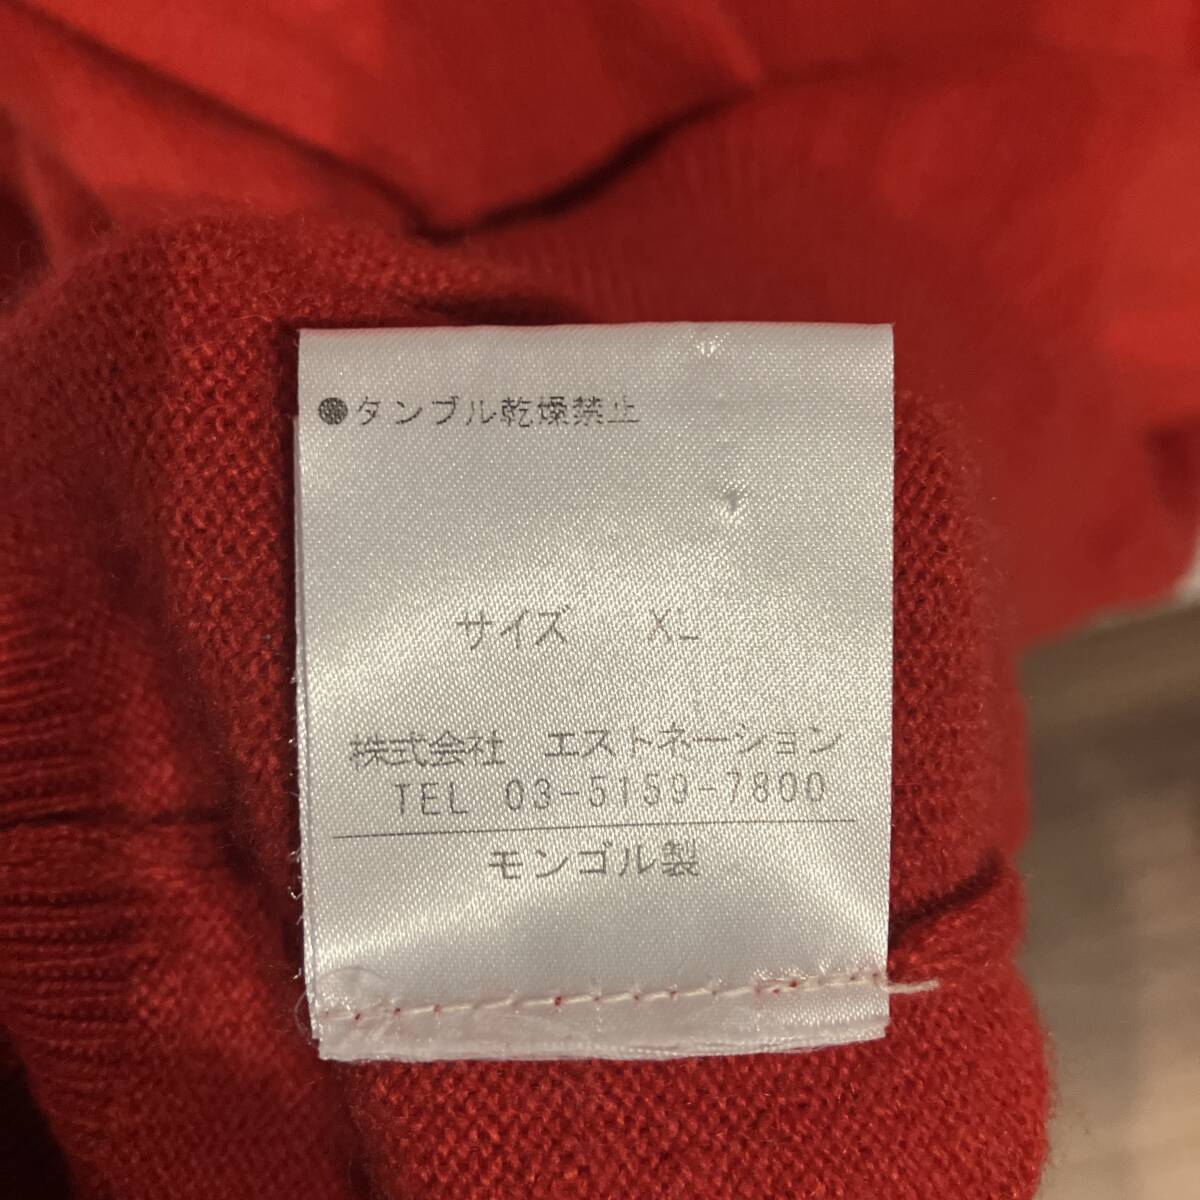 ●タンブル乾燥禁止
サイズ XL
株式会社 エストネーション
TEL 03-5159-7800
モンゴル製